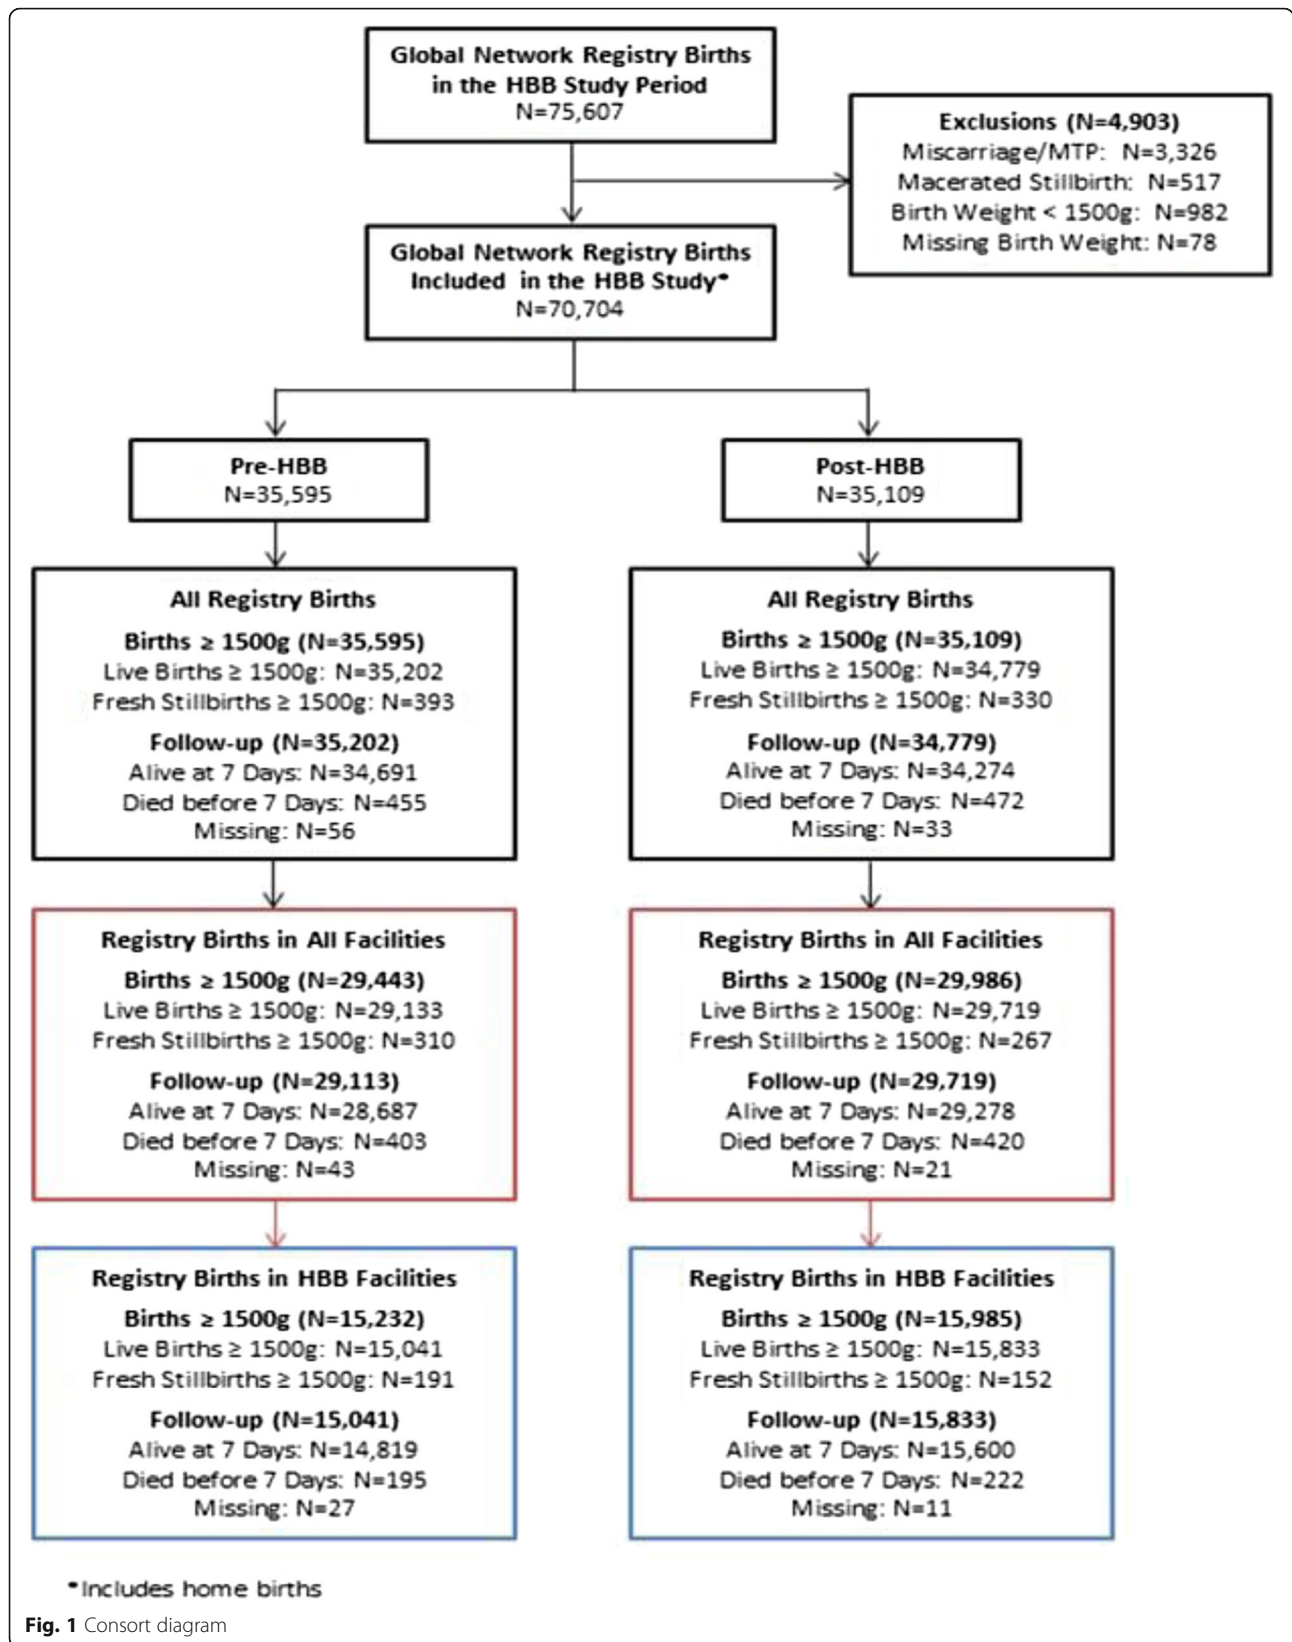 Global Network Registry Births
in the HBB Study Period
N=75,607
Exclusions (N=4,903)
Miscarriage/MTP: N=3,326
Macerated Stillbirth: N=517
Birth Weight < 1500g: N=982
Missing Birth Weight: N=78
Global Network Registry Births
Included in the HBB Study*
N=70,704
Pre-HBB
N=35,595
Post-HBB
N=35,109
All Registry Births
Births ≥ 1500g (N=35,595)
Live Births ≥ 1500g: N=35,202
Fresh Stillbirths ≥ 1500g: N=393
Follow-up (N=35,202)
Alive at 7 Days: N=34,691
Died before 7 Days: N=455
Missing: N=56
All Registry Births
Births ≥ 1500g (N=35,109)
Live Births ≥ 1500g: N=34,779
Fresh Stillbirths ≥ 1500g: N=330
Follow-up (N=34,779)
Alive at 7 Days: N=34,274
Died before 7 Days: N=472
Missing: N=33
Registry Births in All Facilities
Births ≥ 1500g (N=29,443)
Live Births ≥ 1500g: N=29,133
Fresh Stillbirths ≥ 1500g: N=310
Follow-up (N=29,113)
Alive at 7 Days: N=28,687
Died before 7 Days: N=403
Missing: N=43
Registry Births in All Facilities
Births ≥ 1500g (N=29,986)
Live Births ≥ 1500g: N=29,719
Fresh Stillbirths ≥ 1500g: N=267
Follow-up (N=29,719)
Alive at 7 Days: N=29,278
Died before 7 Days: N=420
Missing: N=21
Registry Births in HBB Facilities
Births ≥ 1500g (N=15,232)
Live Births ≥ 1500g: N=15,041
Fresh Stillbirths ≥ 1500g: N=191
Follow-up (N=15,041)
Alive at 7 Days: N=14,819
Died before 7 Days: N=195
Missing: N=27
Registry Births in HBB Facilities
Births ≥ 1500g (N=15,985)
Live Births ≥ 1500g: N=15,833
Fresh Stillbirths ≥ 1500g: N=152
Follow-up (N=15,833)
Alive at 7 Days: N=15,600
Died before 7 Days: N=222
Missing: N=11
*Includes home births
Fig. 1 Consort diagram